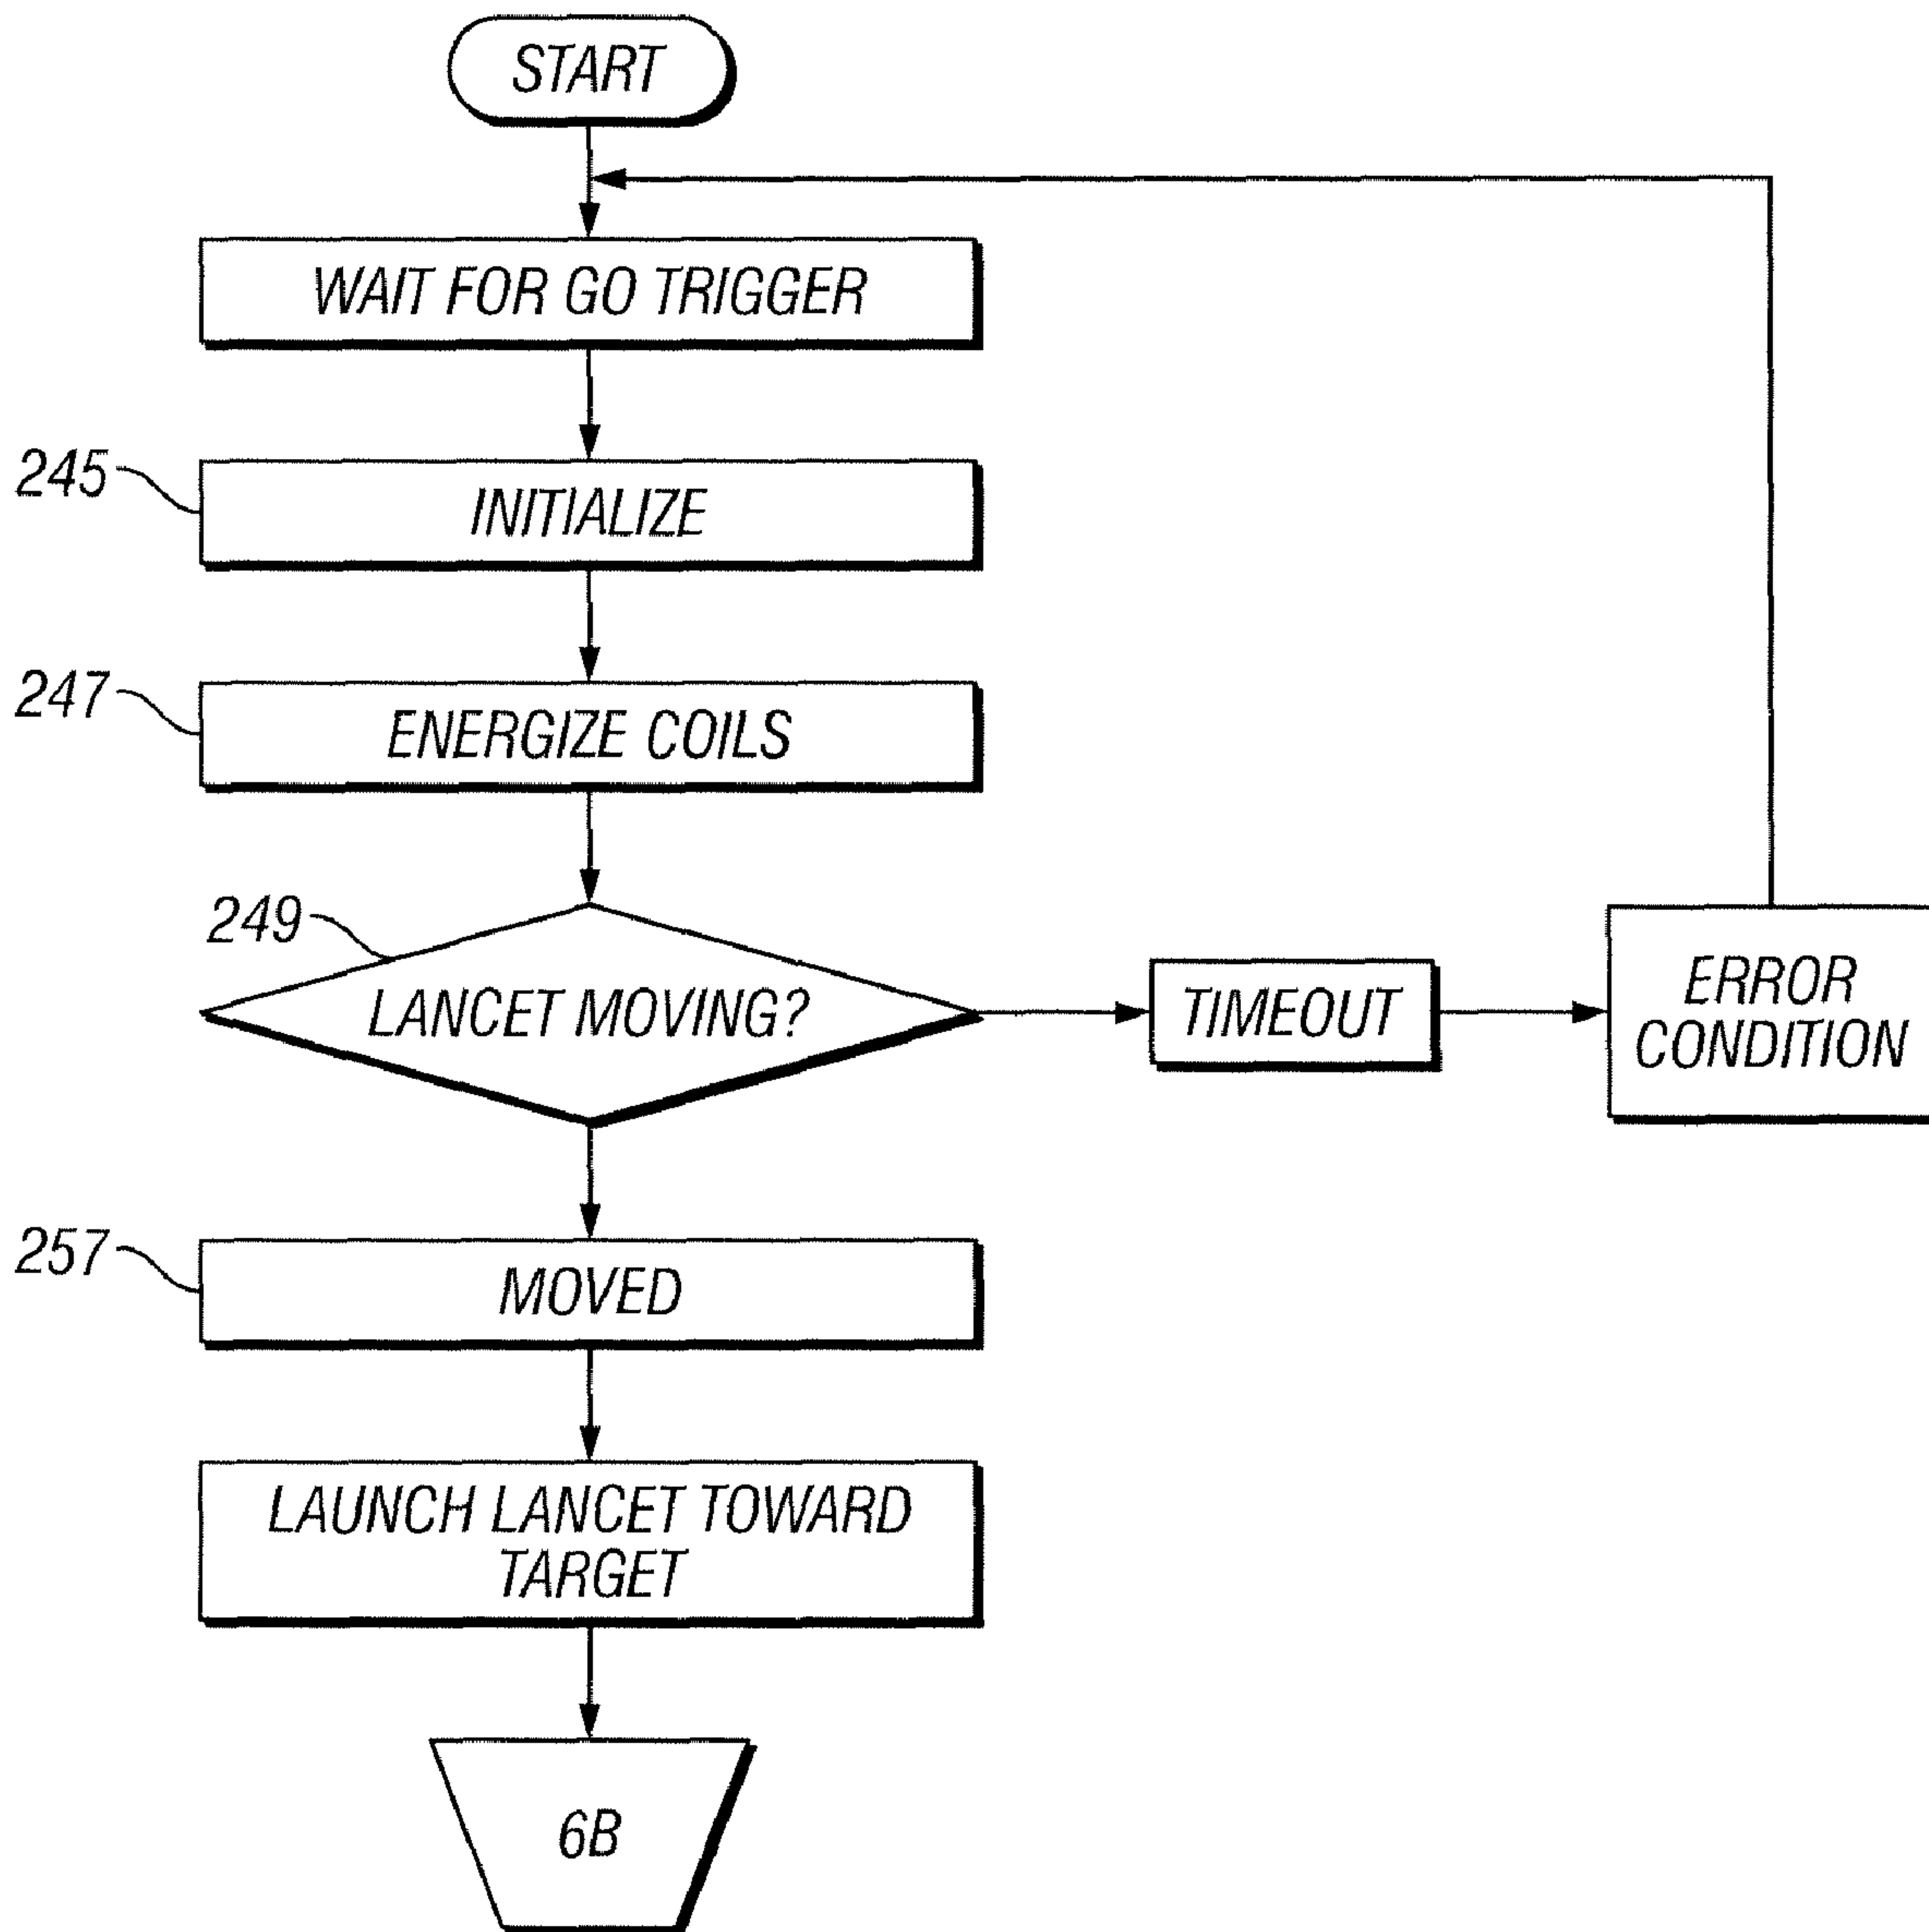 START
WAIT FOR GO TRIGGER
245
INITIALIZE
247
ENERGIZE COILS
249
LANCET MOVING?
TIMEOUT
ERROR
CONDITION
257
MOVED
LAUNCH LANCET TOWARD
TARGET
6B